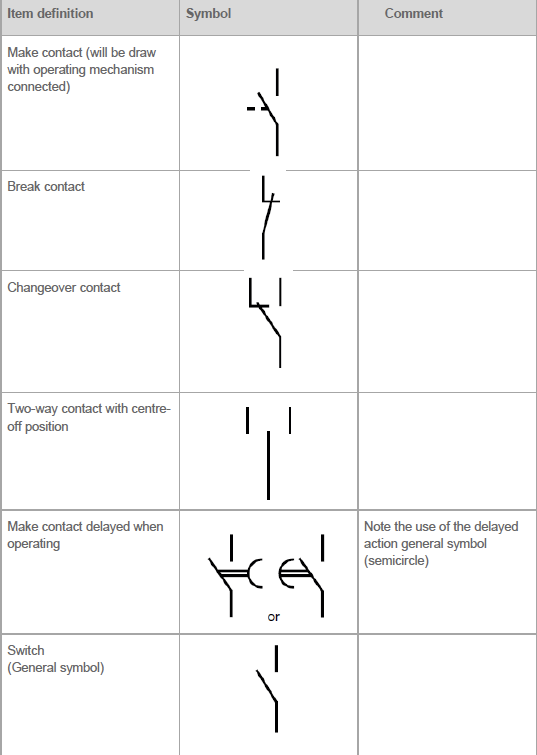 Item definition Symbol Comment
Make contact (will be draw
with operating mechanism
connected)
Break contact
Changeover contact
Two-way contact with centre-
off position
Make contact delayed when
operating
or
Note the use of the delayed
action general symbol
(semicircle)
Switch
(General symbol)